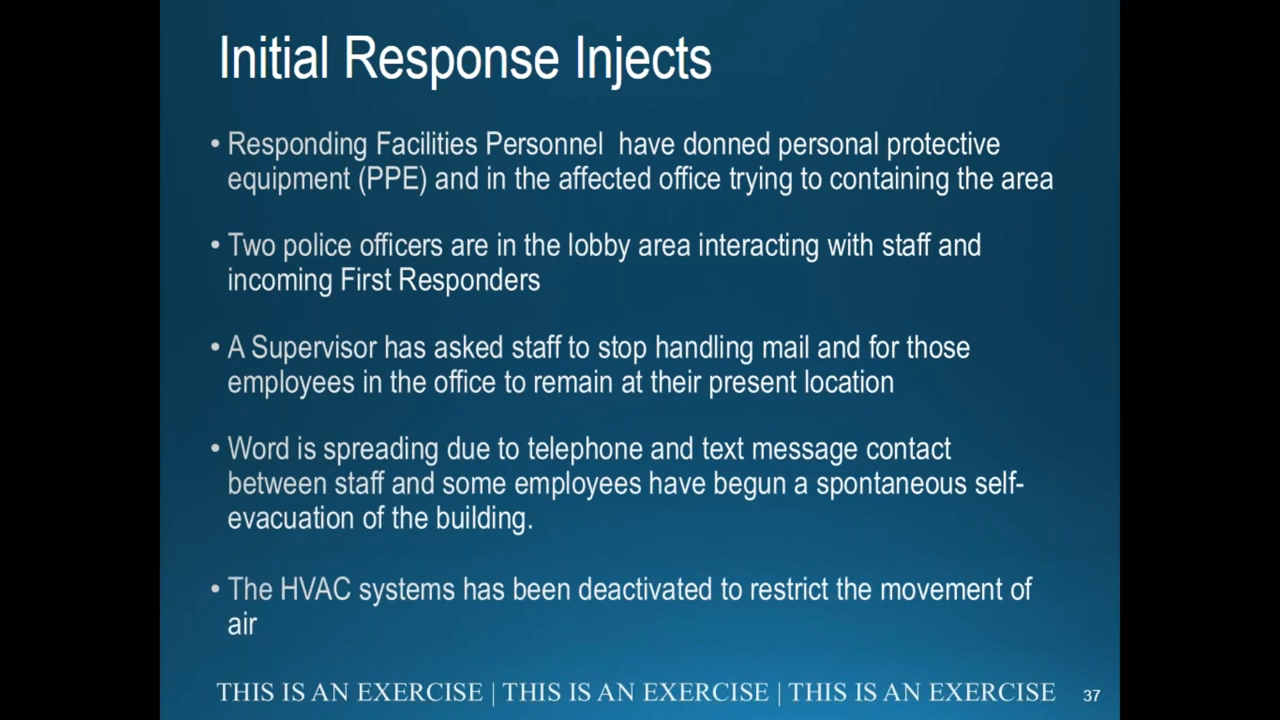 Initial Response Injects
• Responding Facilities Personnel  have donned personal protective
equipment (PPE) and in the affected office trying to containing the area
• Two police officers are in the lobby area interacting with staff and
incoming First Responders
• A Supervisor has asked staff to stop handling mail and for those
employees in the office to remain at their present location
• Word is spreading due to telephone and text message contact
between staff and some employees have begun a spontaneous self-
evacuation of the building.
• The HVAC systems has been deactivated to restrict the movement of
air
THIS IS AN EXERCISE | THIS IS AN EXERCISE | THIS IS AN EXERCISE 37